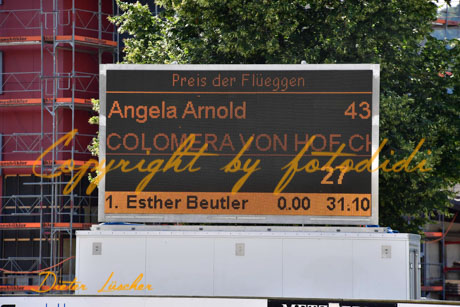 Preis der Flüeggen
Angela Arnold 43
COLOMERA VON HOF CH
Copyright by fotodidi
27
1. Esther Beutler 0.00 31.10
Dieter Lüscher